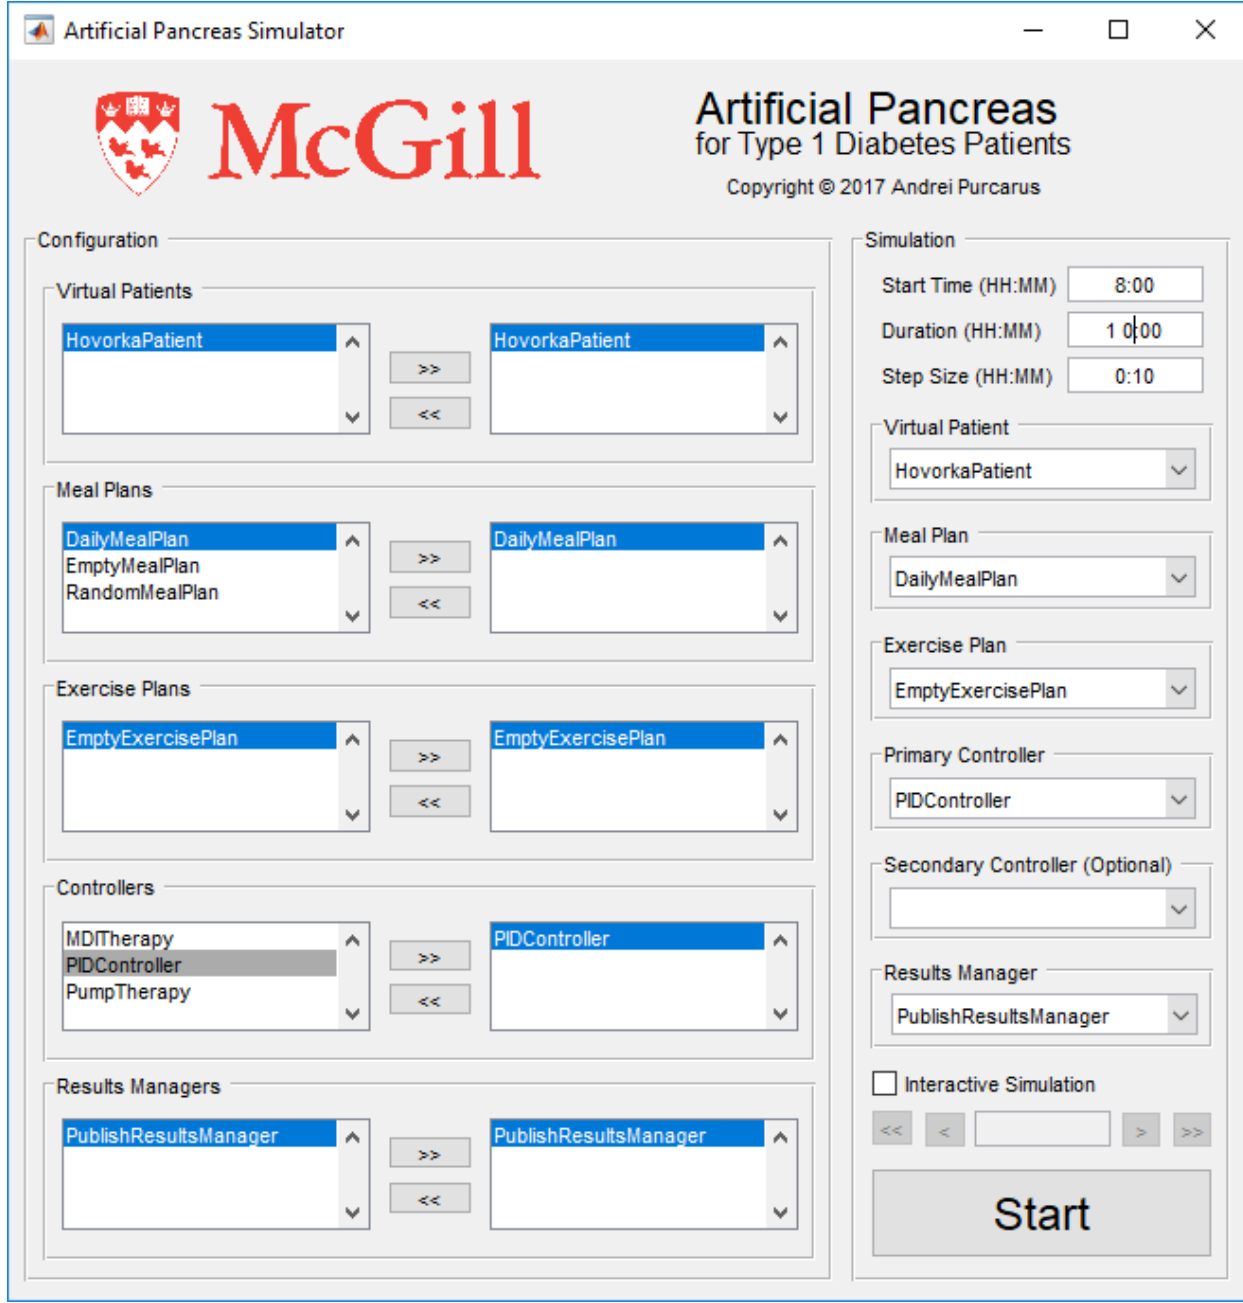 Artificial Pancreas Simulator
McGill
Artificial Pancreas
for Type 1 Diabetes Patients
Copyright © 2017 Andrei Purcarus
Configuration
Virtual Patients
HovorkaPatient
>>
<<
HovorkaPatient
Meal Plans
DailyMealPlan
EmptyMealPlan
RandomMealPlan
>>
<<
DailyMealPlan
Exercise Plans
EmptyExercisePlan
>>
<<
EmptyExercisePlan
Controllers
MDITherapy
PIDController
PumpTherapy
>>
<<
PIDController
Results Managers
PublishResultsManager
>>
<<
PublishResultsManager
Simulation
Start Time (HH:MM) 8:00
Duration (HH:MM) 1 0:00
Step Size (HH:MM) 0:10
Virtual Patient
HovorkaPatient
Meal Plan
DailyMealPlan
Exercise Plan
EmptyExercisePlan
Primary Controller
PIDController
Secondary Controller (Optional)
Results Manager
PublishResultsManager
Interactive Simulation
<< < > >>
Start